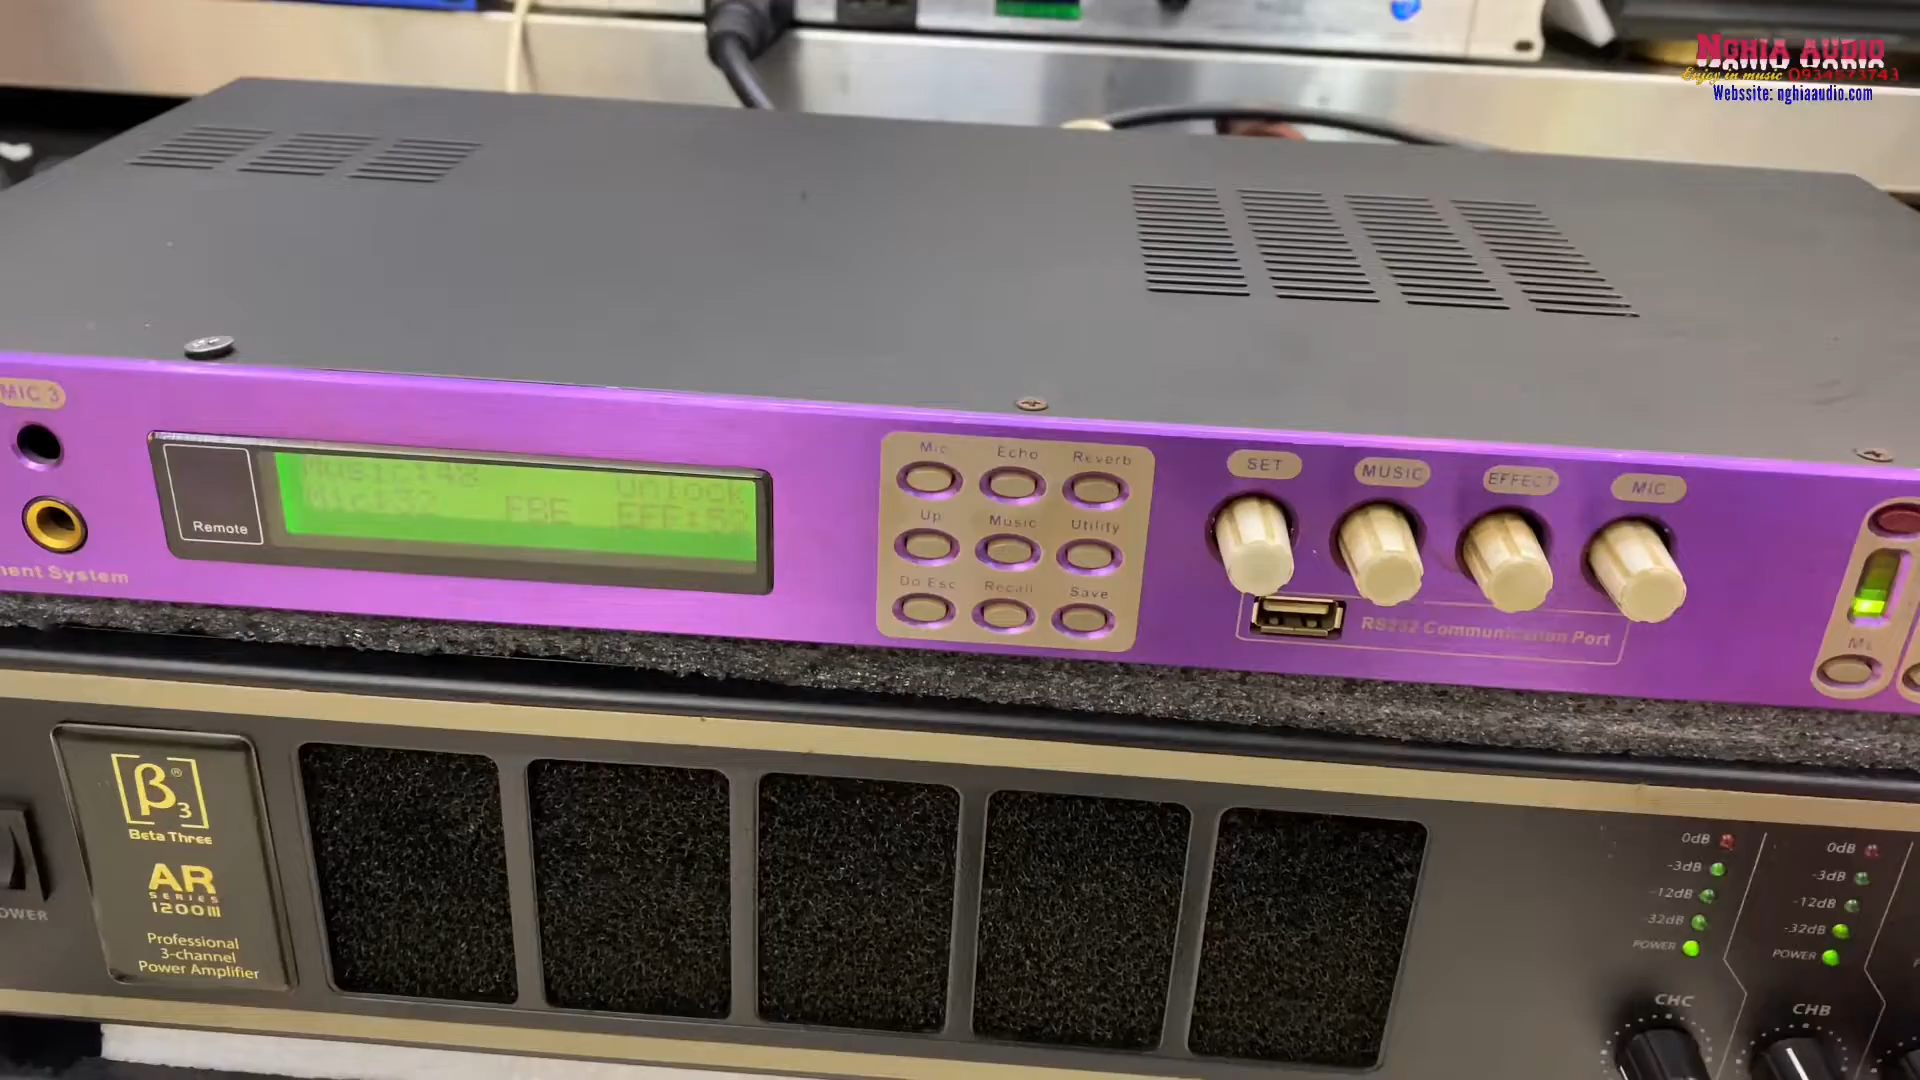 NGHIA AUDIO
Enjoy in music 0934573743
Webssite: nghiaaudio.com
MIC 3
Remote
Music:48
unlock
Mic:32 FBE EFF:52
ment System
Mic Echo Reverb
Up Music Utility
Do Esc Recall Save
SET MUSIC EFFECT MIC
RS232 Communication Port
β®3
Beta Three
AR
SERIES
1200III
Professional
3-channel
Power Amplifier
OWER
0dB
-3dB
-12dB
-32dB
POWER
CHC
0dB
-3dB
-12dB
-32dB
POWER
CHB